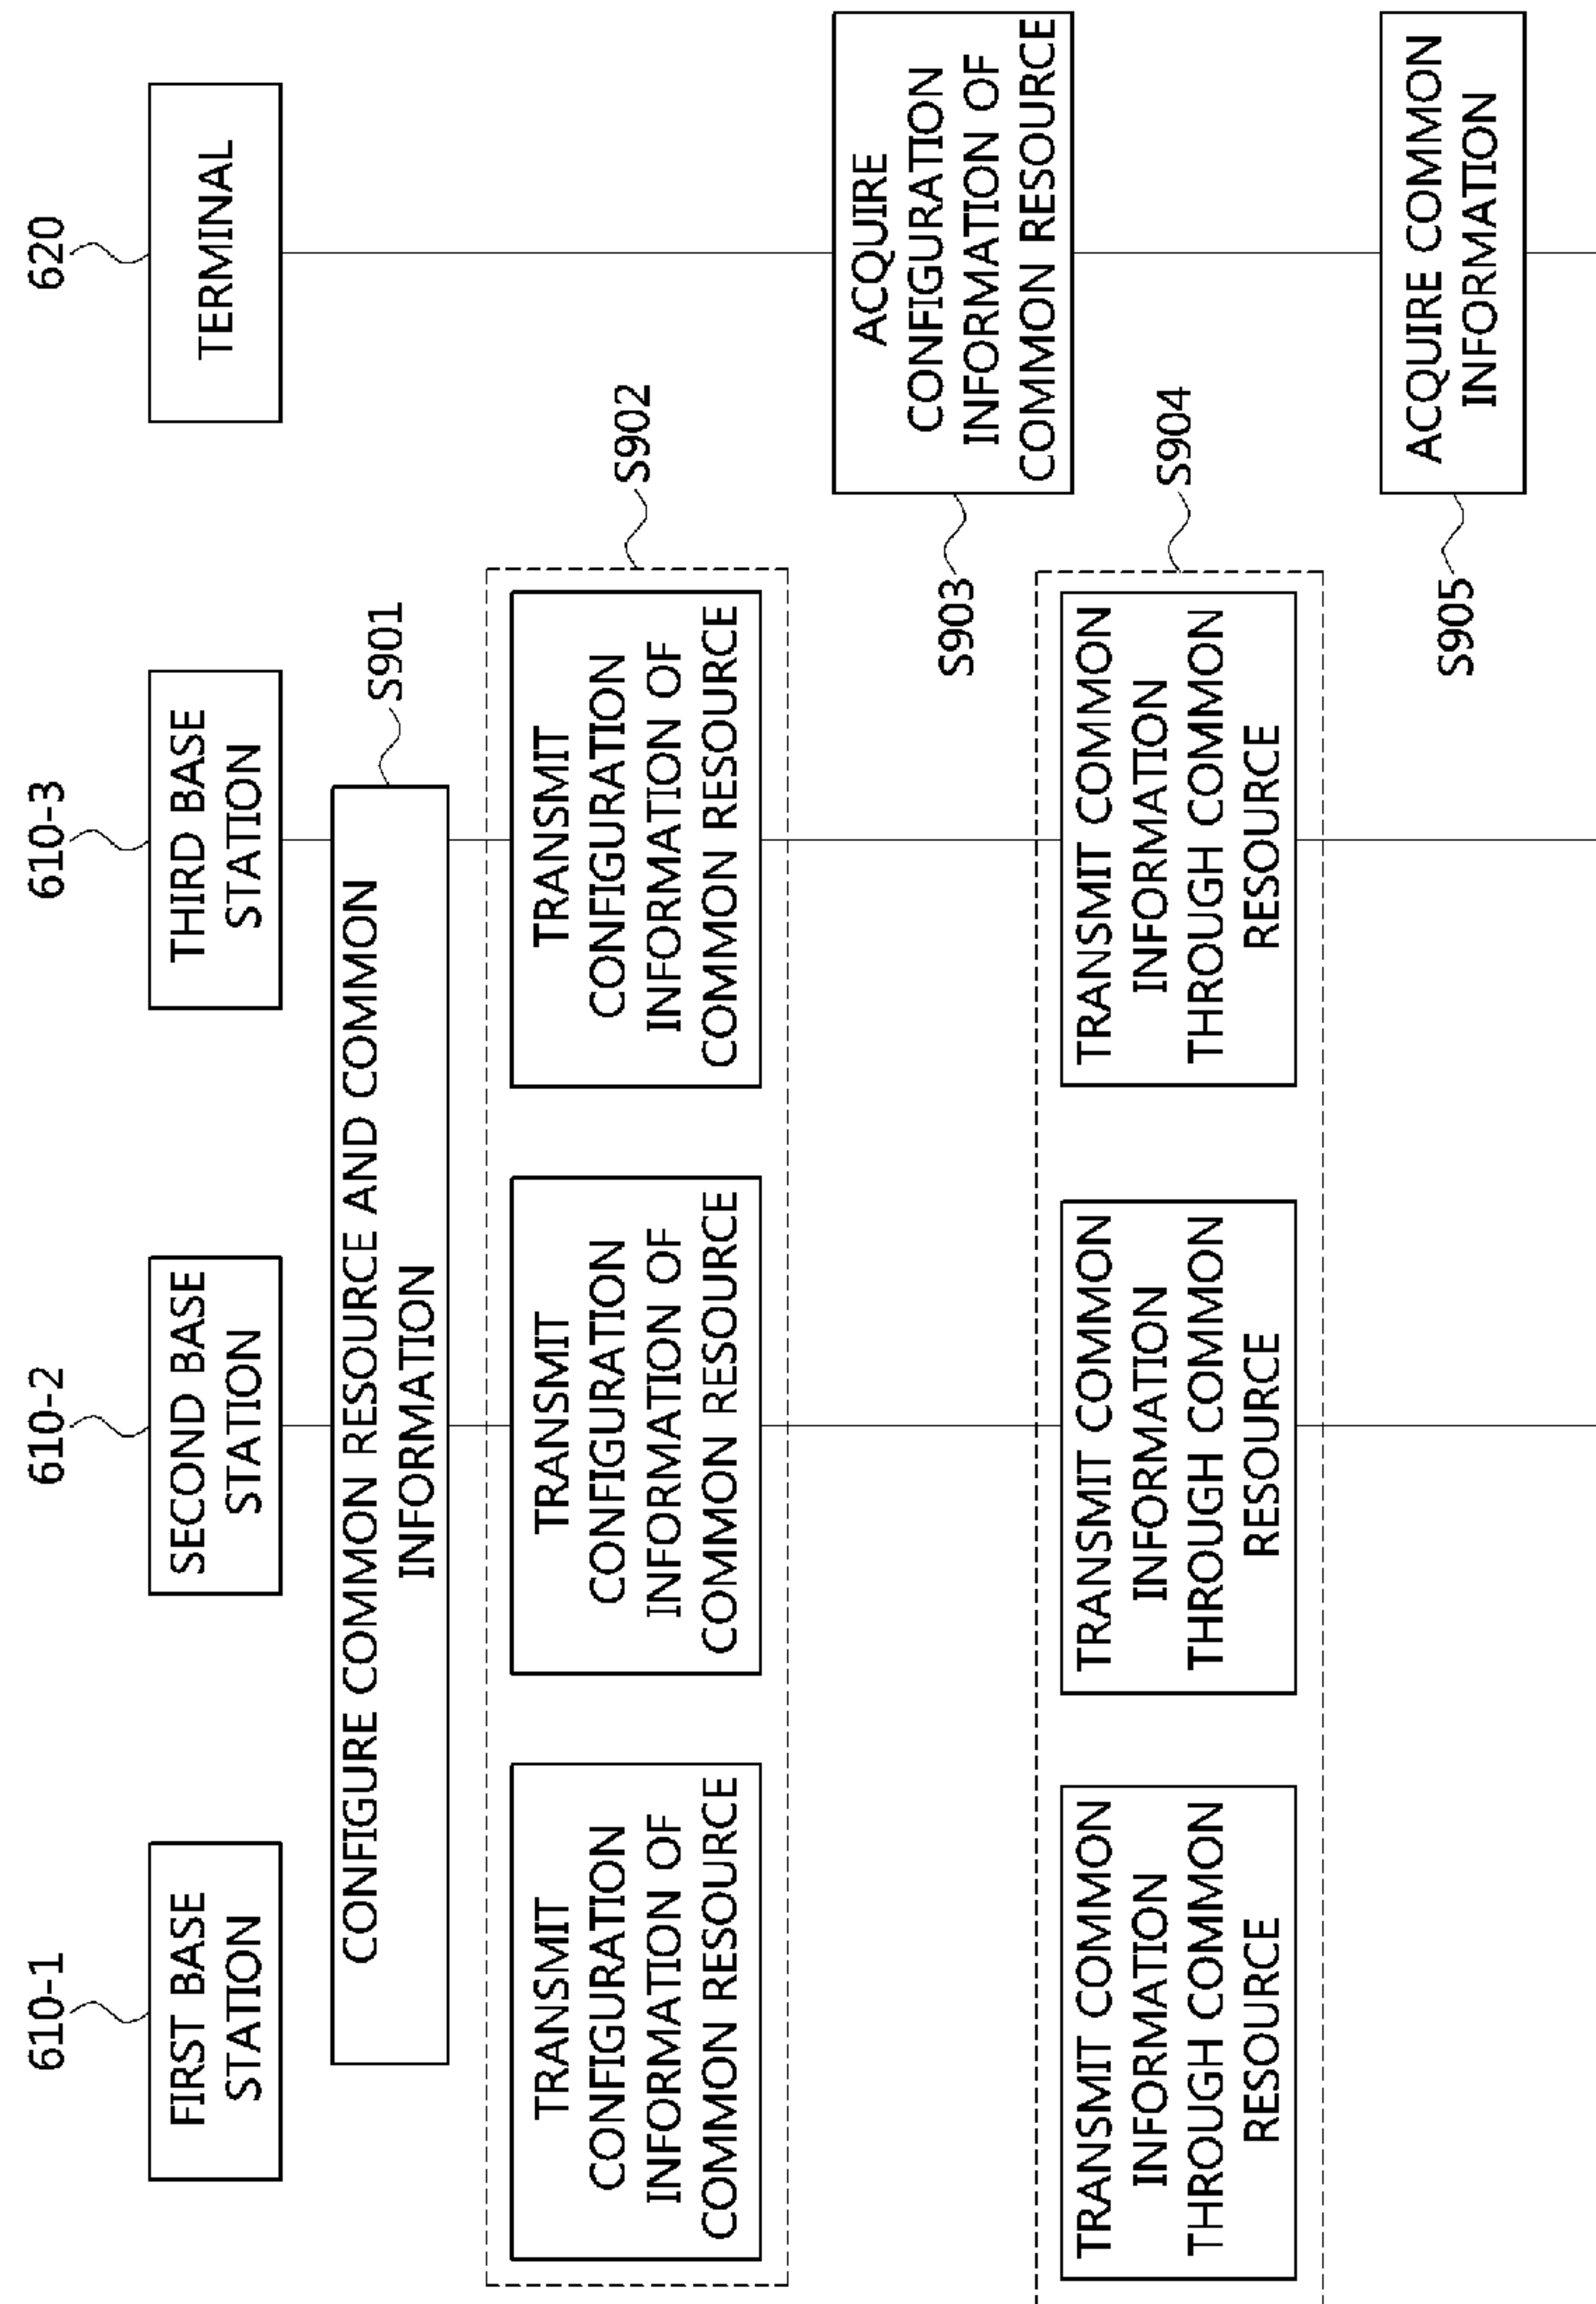 610-1
610-2
610-3
620
FIRST BASE
STATION
SECOND BASE
STATION
THIRD BASE
STATION
TERMINAL
CONFIGURE COMMON RESOURCE AND COMMON
INFORMATION
S901
TRANSMIT
CONFIGURATION
INFORMATION OF
COMMON RESOURCE
TRANSMIT
CONFIGURATION
INFORMATION OF
COMMON RESOURCE
TRANSMIT
CONFIGURATION
INFORMATION OF
COMMON RESOURCE
S902
S903
ACQUIRE
CONFIGURATION
INFORMATION OF
COMMON RESOURCE
TRANSMIT COMMON
INFORMATION
THROUGH COMMON
RESOURCE
TRANSMIT COMMON
INFORMATION
THROUGH COMMON
RESOURCE
TRANSMIT COMMON
INFORMATION
THROUGH COMMON
RESOURCE
S904
S905
ACQUIRE COMMON
INFORMATION